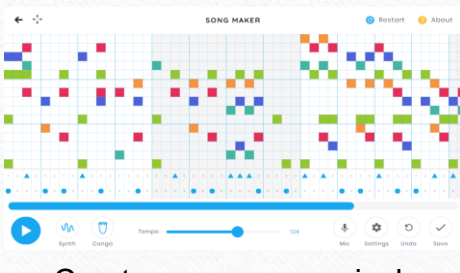 SONG MAKER
Restart
About
Synth
Conga
Tempo
124
Mic
Settings
Undo
Save